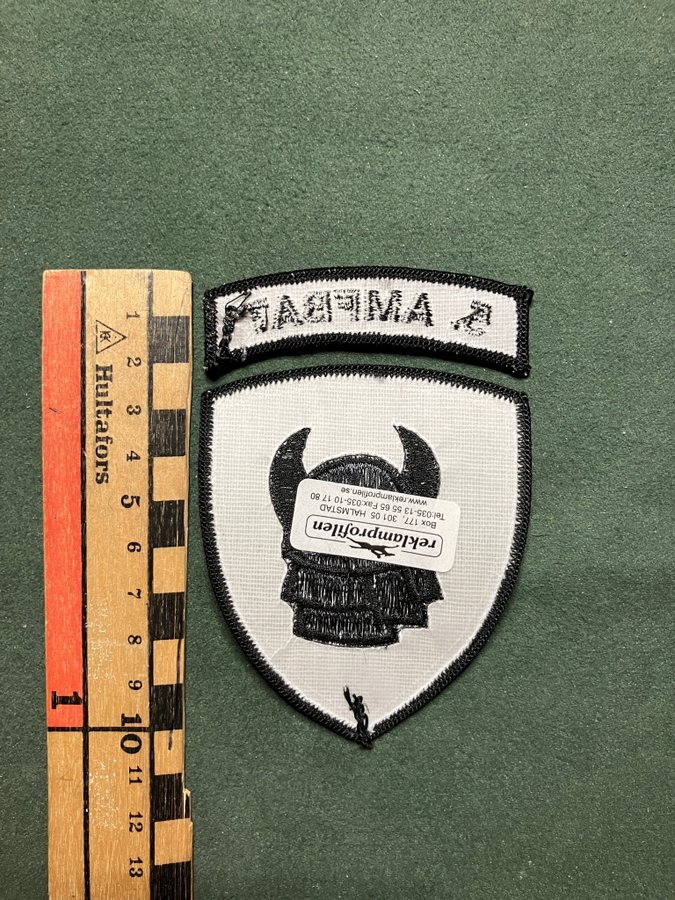 5. AMFBAT
1
2
3
4
5
6
7
8
9
10
11
12
13
1
Hultafors
reklamprofilen
Box 177, 301 05 HALMSTAD
Tel:035-13 55 65 Fax:035-10 17 80
www.reklamprofilen.se